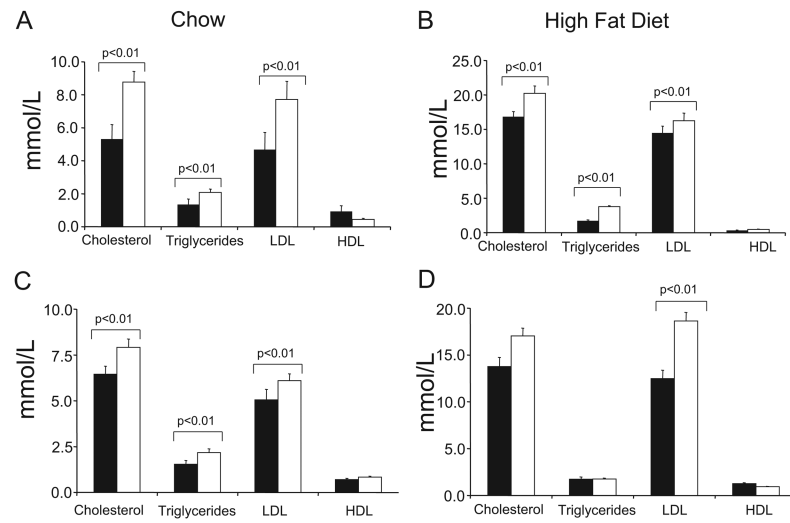 A
Chow
mmol/L
10.0
8.0
6.0
4.0
2.0
0.0
p<0.01
p<0.01
p<0.01
Cholesterol Triglycerides LDL HDL
B
High Fat Diet
mmol/L
25.0
20.0
15.0
10.0
5.0
0.0
p<0.01
p<0.01
p<0.01
Cholesterol Triglycerides LDL HDL
C
mmol/L
10.0
7.5
5.0
2.5
0.0
p<0.01
p<0.01
p<0.01
Cholesterol Triglycerides LDL HDL
D
mmol/L
20.0
15.0
10.0
5.0
0.0
p<0.01
Cholesterol Triglycerides LDL HDL